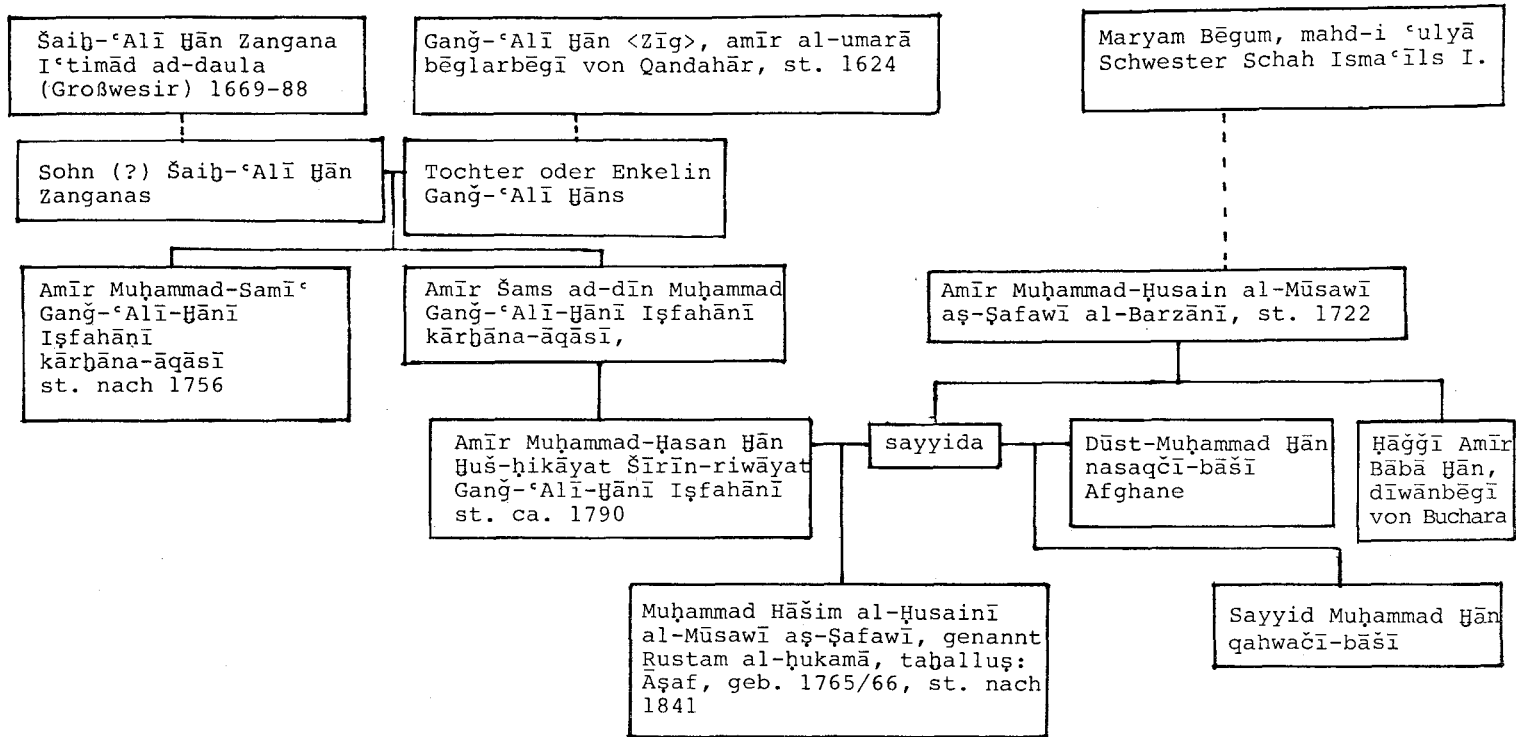 Šaiḫ-ʿAlī Ḫān Zangana
Iʿtimād ad-daula
(Großwesir) 1669-88
Ganǧ-ʿAlī Ḫān <Zīg>, amīr al-umarā
bēglarbēgī von Qandahār, st. 1624
Maryam Bēgum, mahd-i ʿulyā
Schwester Schah Ismaʿīls I.
Sohn (?) Šaiḫ-ʿAlī Ḫān
Zanganas
Tochter oder Enkelin
Ganǧ-ʿAlī Ḫāns
Amīr Muḥammad-Samīʿ
Ganǧ-ʿAlī-Ḫānī
Iṣfahāṇī
kārḫāna-āqāsī
st. nach 1756
Amīr Šams ad-dīn Muḥammad
Ganǧ-ʿAlī-Ḫānī Iṣfahānī
kārḫāna-āqāsī,
Amīr Muḥammad-Ḥusain al-Mūsawī
aṣ-Ṣafawī al-Barzānī, st. 1722
Amīr Muḥammad-Ḥasan Ḫān
Ḫuš-ḥikāyat Šīrīn-riwāyat
Ganǧ-ʿAlī-Ḫānī Iṣfahānī
st. ca. 1790
sayyida
Dūst-Muḥammad Ḫān
nasaqčī-bāšī
Afghane
Ḥāǧǧī Amīr
Bābā Ḫān,
dīwānbēgī
von Buchara
Muḥammad Hāšim al-Ḥusainī
al-Mūsawī aṣ-Ṣafawī, genannt
Rustam al-ḥukamā, taḫalluṣ:
Āṣaf, geb. 1765/66, st. nach
1841
Sayyid Muḥammad Ḫān
qahwačī-bāšī